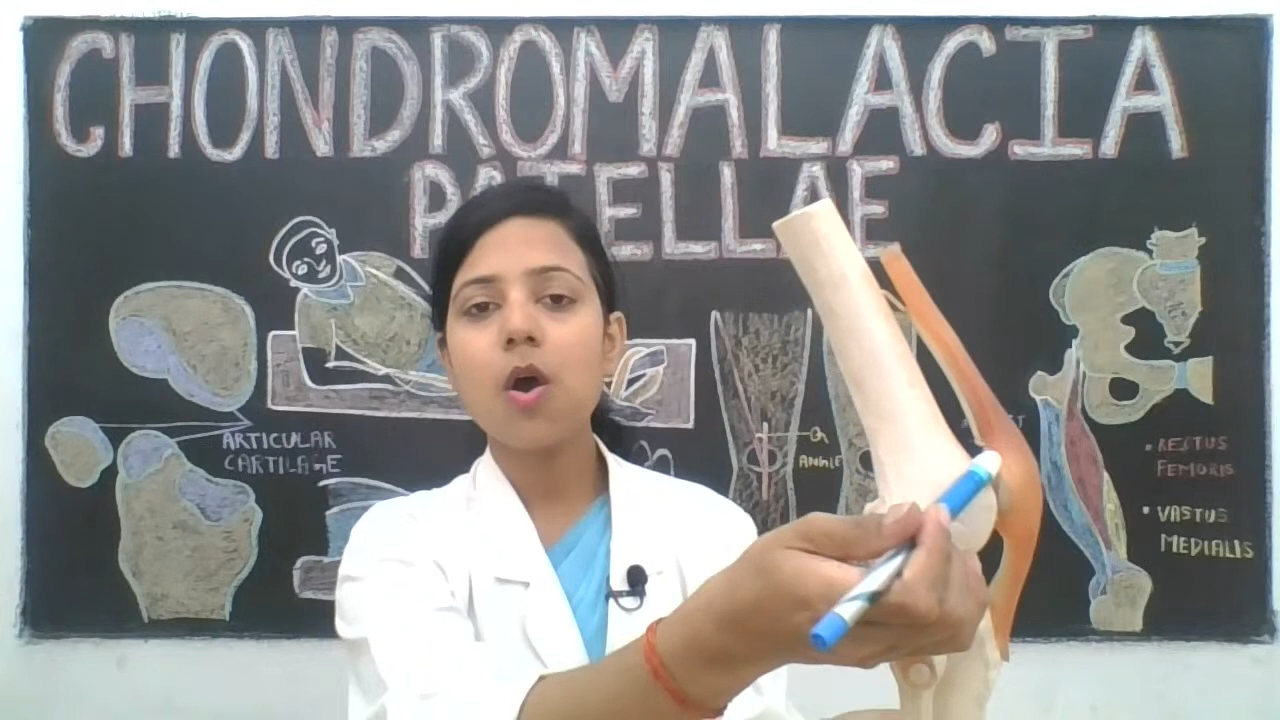 CHONDROMALACIA
PATELLAE
ARTICULAR
CARTILAGE
Q
ANGLE
• RECTUS
FEMORIS
• VASTUS
MEDIALIS